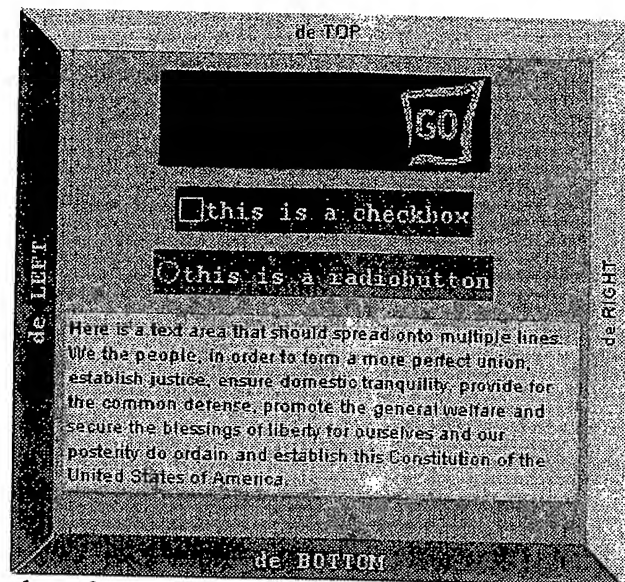 de TOP
GO
this is a checkbox
this is a radiobutton
de LEFT
de RIGHT
Here is a text area that should spread onto multiple lines.
We the people, in order to form a more perfect union,
establish justice, ensure domestic tranquility, provide for
the common defense, promote the general welfare and
secure the blessings of liberty for ourselves and our
posterity do ordain and establish this Constitution of the
United States of America.
de BOTTOM